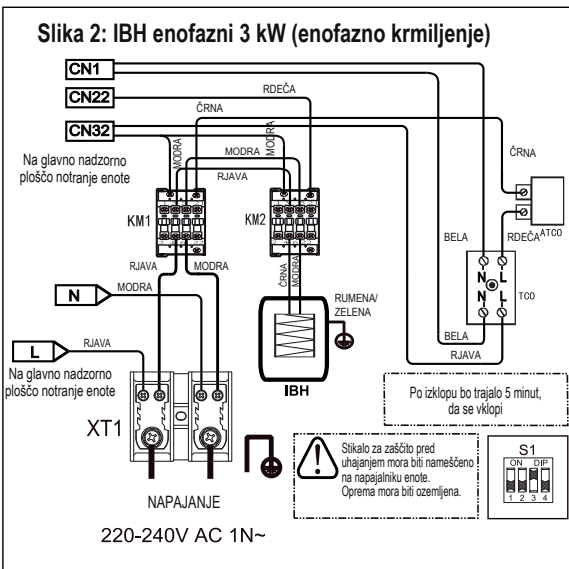 Slika 2: IBH enofazni 3 kW (enofazno krmiljenje)
CN1
CN22
RDEČA
ČRNA
CN32
MODRA
MODRA
MODRA
RJAVA
ČRNA
Na glavno nadzorno
ploščo notranje enote
KM1
KM2
ATCO
BELA
RDEČA
RJAVA
MODRA
N
MODRA
ČRNA
MODRA
RUMENA/
ZELENA
N
L
N
L
TCO
BELA
RJAVA
L
RJAVA
Na glavno nadzorno
ploščo notranje enote
IBH
Po izklopu bo trajalo 5 minut,
da se vklopi
XT1
Stikalo za zaščito pred
uhajanjem mora biti nameščeno
na napajalniku enote.
Oprema mora biti ozemljena.
S1
ON DIP
1 2 3 4
NAPAJANJE
220-240V AC 1N~